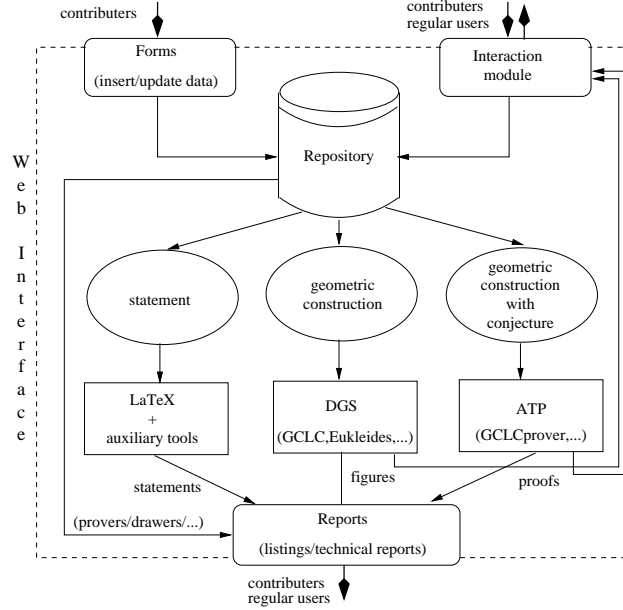 contributers
contributers
regular users
Forms
(insert/update data)
Interaction
module
Repository
Web Interface
statement
geometric
construction
geometric
construction
with
conjecture
LaTeX
+
auxiliary tools
DGS
(GCLC,Eukleides,...)
ATP
(GCLCprover,...)
statements
figures
proofs
(provers/drawers/...)
Reports
(listings/technical reports)
contributers
regular users